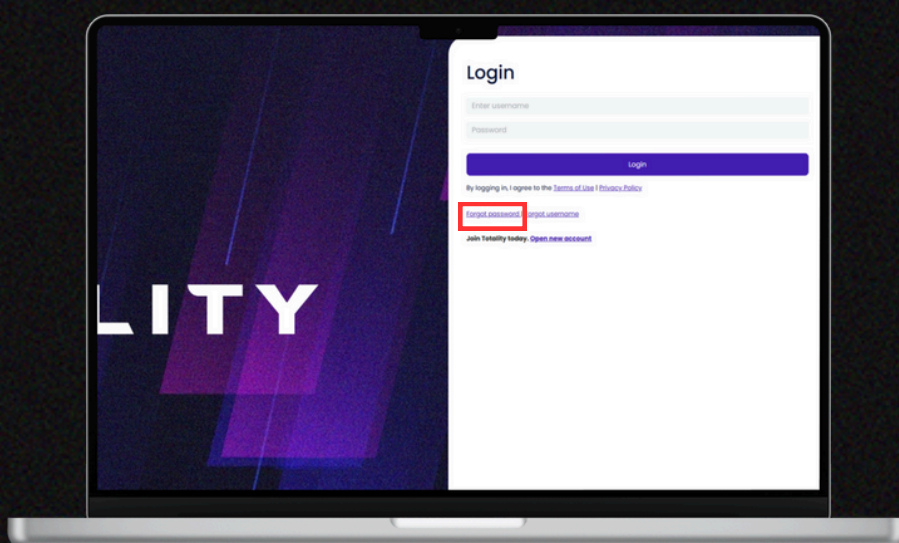 LITY
Login
Enter username
Password
Login
By logging in, I agree to the Terms of Use | Privacy Policy
Forgot password | Forgot username
Join Totality today. Open new account